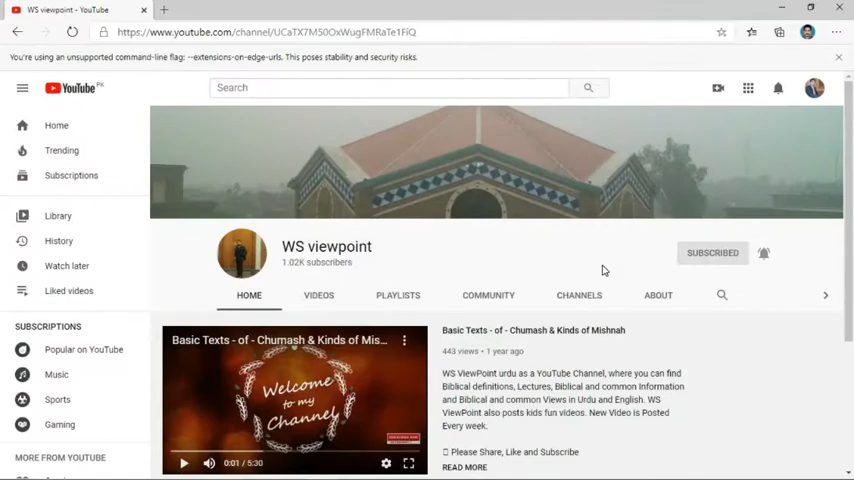 WS viewpoint - YouTube
https://www.youtube.com/channel/UCaTX7M50OxWugFMRaTe1FiQ
You're using an unsupported command-line flag: --extensions-on-edge-urls. This poses stability and security risks.
YouTube PK
Search
Home
Trending
Subscriptions
Library
History
Watch later
Liked videos
SUBSCRIPTIONS
Popular on YouTube
Music
Sports
Gaming
MORE FROM YOUTUBE
WS viewpoint
1.02K subscribers
SUBSCRIBED
HOME VIDEOS PLAYLISTS COMMUNITY CHANNELS ABOUT
Basic Texts - of - Chumash & Kinds of Mis...
Welcome
to my
Channel
0:01 / 5:30
Basic Texts - of - Chumash & Kinds of Mishnah
443 views • 1 year ago
WS ViewPoint urdu as a YouTube Channel, where you can find
Biblical definitions, Lectures, Biblical and common Information
and Biblical and common Views in Urdu and English. WS
ViewPoint also posts kids fun videos. New Video is Posted
Every week.
Please Share, Like and Subscribe
READ MORE